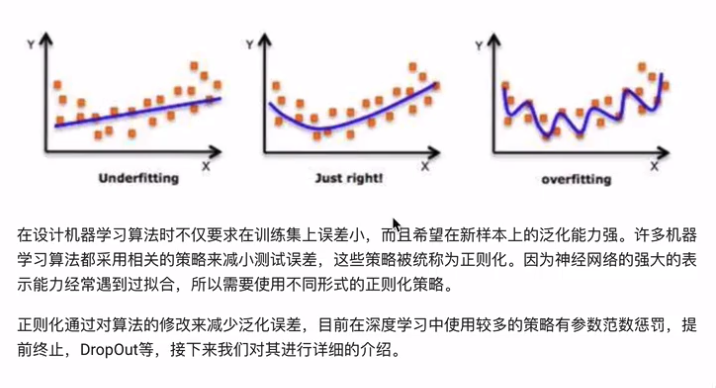 Y
Y
Y
X
X
X
Underfitting
Just right!
overfitting
在设计机器学习算法时不仅要求在训练集上误差小，而且希望在新样本上的泛化能力强。许多机器
学习算法都采用相关的策略来减小测试误差，这些策略被统称为正则化。因为神经网络的强大的表
示能力经常遇到过拟合，所以需要使用不同形式的正则化策略。
正则化通过对算法的修改来减少泛化误差，目前在深度学习中使用较多的策略有参数范数惩罚，提
前终止，DropOut等，接下来我们对其进行详细的介绍。